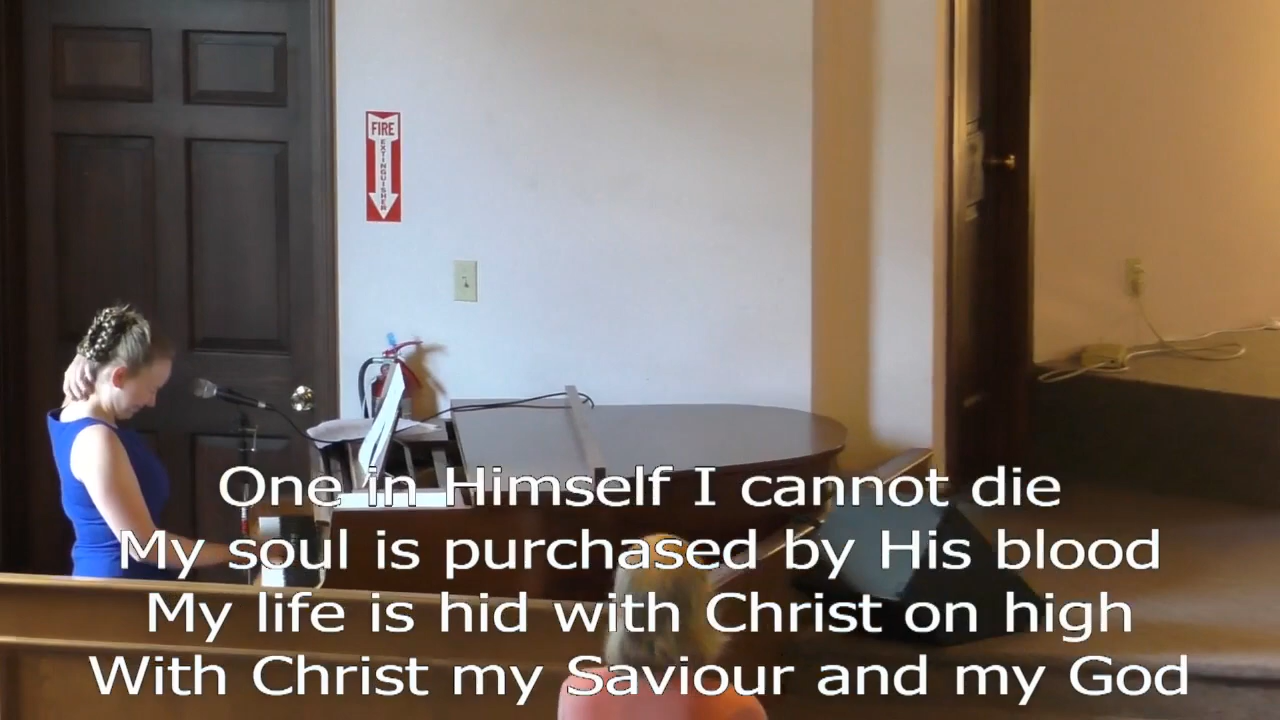 FIRE
EXTINGUISHER
One in Himself I cannot die
My soul is purchased by His blood
My life is hid with Christ on high
With Christ my Saviour and my God